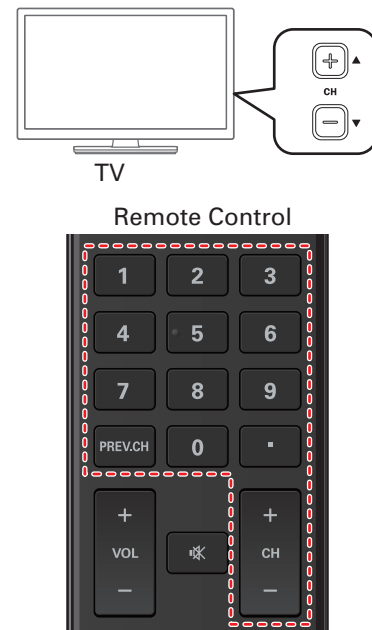 + ▲
CH
− ▼
TV
Remote Control
1 2 3
4 5 6
7 8 9
PREV.CH 0 ·
+ +
VOL CH
− −